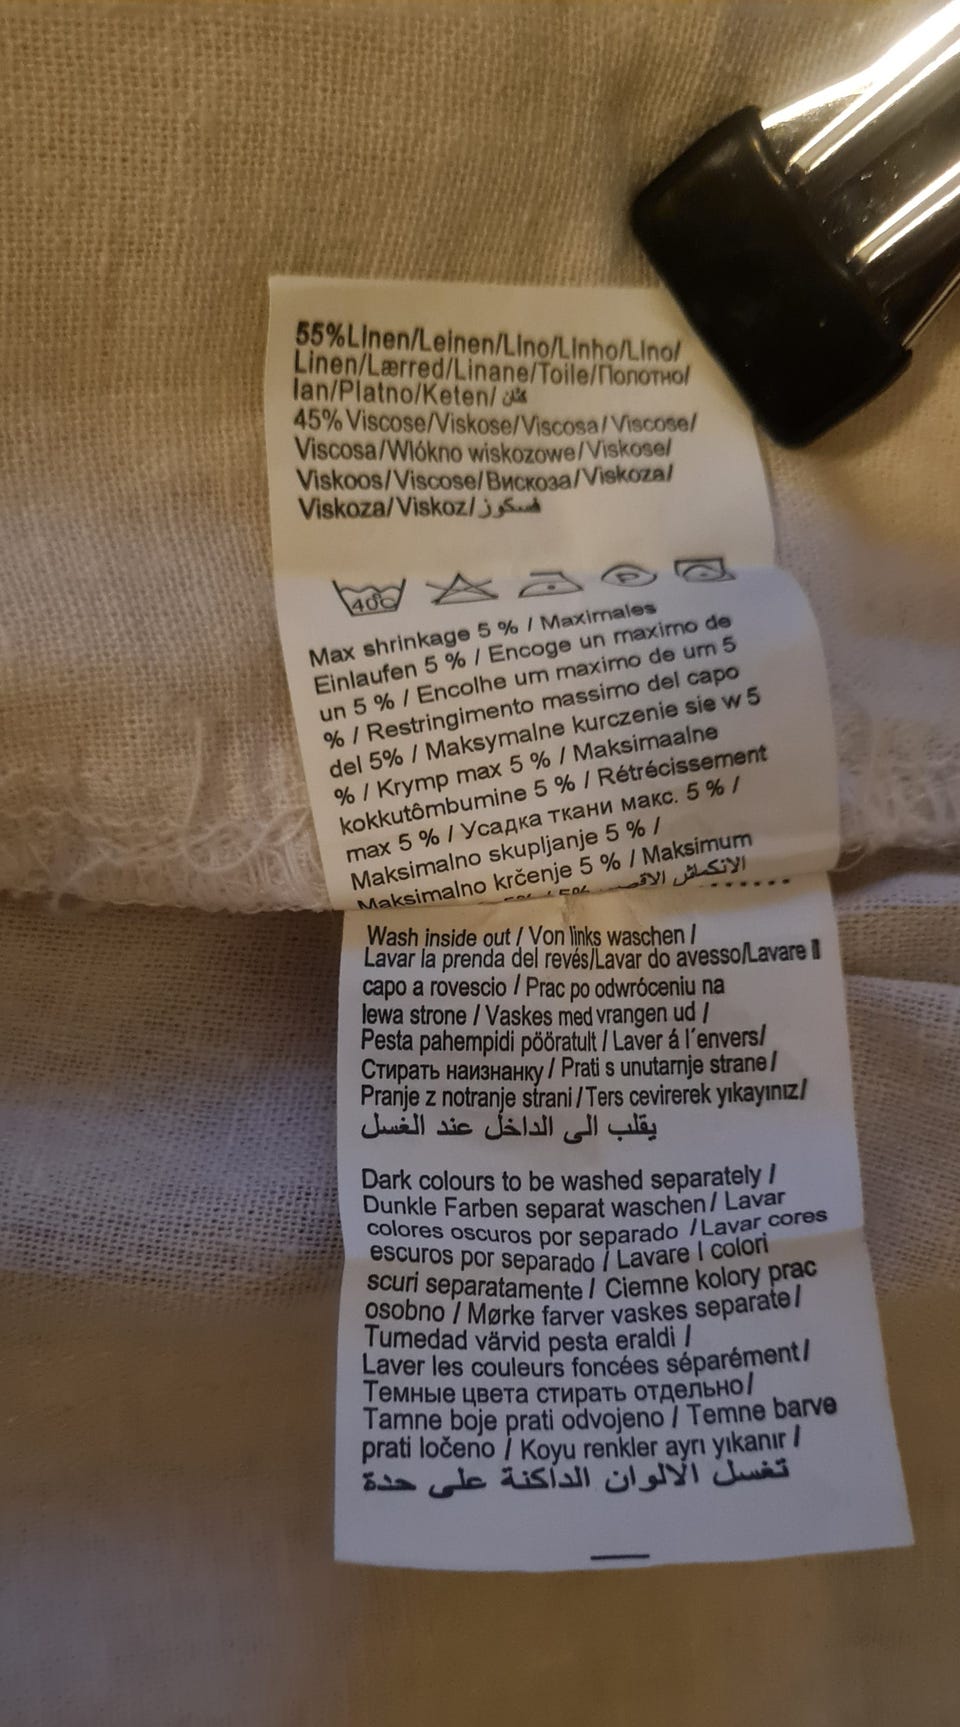 55%Linen/Leinen/Lino/Linho/Lino/
Linen/Lærred/Linane/Toile/Полотно/
lan/Platno/Keten/ كتان
45% Viscose/Viskose/Viscosa/Viscose/
Viscosa/Wlókno wiskozowe/Viskose/
Viskoos/Viscose/Вискоза/Viskoza/
Viskoza/Viskoz/فسكوز
40C P
Max shrinkage 5 % / Maximales
Einlaufen 5 % / Encoge un maximo de
un 5 % / Encolhe um maximo de um 5
% / Restringimento massimo del capo
del 5% / Maksymalne kurczenie sie w 5
% / Krymp max 5 % / Maksimaalne
kokkutômbumine 5 % / Rétrécissement
max 5 % / Усадка ткани макс. 5 % /
Maksimalno skupljanje 5 % /
Maksimalno krčenje 5 % / Maksimum
الانكماش
Wash inside out / Von links waschen /
Lavar la prenda del revés/Lavar do avesso/Lavare il
capo a rovescio / Prac po odwróceniu na
lewa strone / Vaskes med vrangen ud /
Pesta pahempidi pööratult / Laver á l´envers/
Стирать наизнанку / Prati s unutarnje strane /
Pranje z notranje strani / Ters cevirerek yıkayınız/
يقلب الى الداخل عند الغسل
Dark colours to be washed separately /
Dunkle Farben separat waschen / Lavar
colores oscuros por separado / Lavar cores
escuros por separado / Lavare I colori
scuri separatamente / Ciemne kolory prac
osobno / Mørke farver vaskes separate/
Tumedad värvid pesta eraldi /
Laver les couleurs foncées séparément/
Темные цвета стирать отдельно/
Tamne boje prati odvojeno / Temne barve
prati ločeno / Koyu renkler ayrı yıkanır /
تغسل الالوان الداكنة على حدة